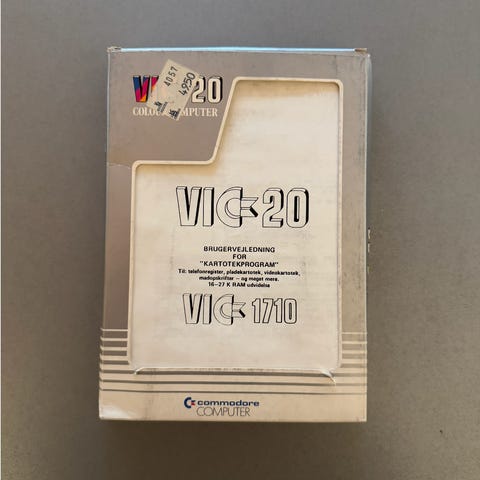 VIC-20
COLOUR COMPUTER
4057
4950
VIC-20
BRUGERVEJLEDNING
FOR
"KARTOTEKPROGRAM"
Til: telefonregister, pladekartotek, videokartotek,
madopskrifter – og meget mere.
16–27 K RAM udvidelse
VIC 1710
commodore
COMPUTER